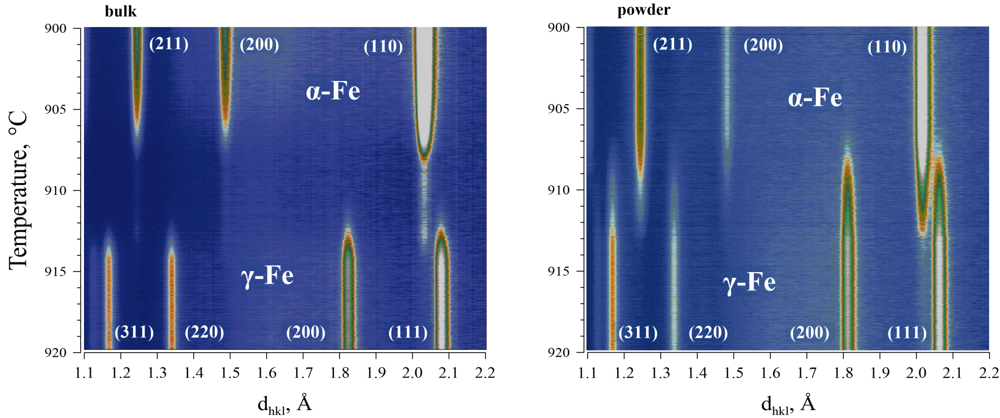 bulk
900
905
910
915
920
Temperature, °C
(211)
(200)
(110)
α-Fe
γ-Fe
(311)
(220)
(200)
(111)
1.1 1.2 1.3 1.4 1.5 1.6 1.7 1.8 1.9 2.0 2.1 2.2
dhkl, Å
powder
900
905
910
915
920
(211)
(200)
(110)
α-Fe
γ-Fe
(311)
(220)
(200)
(111)
1.1 1.2 1.3 1.4 1.5 1.6 1.7 1.8 1.9 2.0 2.1 2.2
dhkl, Å